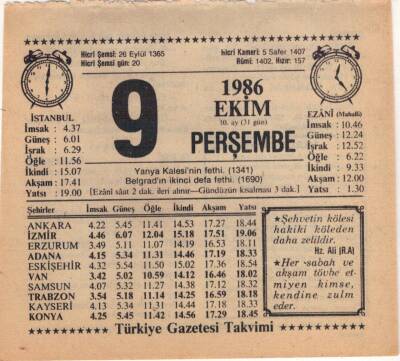 Hicri Şemsi: 26 Eylül 1365
Hicri Şemsi gün: 20
hicri Kameri: 5 Safer 1407
Rûmi: 1402, Hızır: 157
İSTANBUL
İmsak : 4.37
Güneş : 6.01
İşrak : 6.29
Öğle : 11.56
İkindi : 15.07
Akşam : 17.41
Yatsı : 19.00
9
1986
EKİM
10. ay (31 gün)
PERŞEMBE
EZÂNİ (Mahalli)
İmsak : 10.46
Güneş : 12.24
İşrak : 12.52
Öğle : 6.22
İkindi : 9.33
Akşam : 12.00
Yatsı : 1.30
Yanya Kalesi'nin fethi. (1341)
Belgrad'ın ikinci defa fethi. (1690)
[Ezânî sâat 2 dak. ileri alınır—Gündüzün kısalması 3 dak.]
Şehirler İmsak Güneş Öğle İkindi Akşam Yatsı
ANKARA 4.22 5.45 11.41 14.53 17.27 18.44
İZMİR 4.46 6.07 12.04 15.18 17.51 19.06
ERZURUM 3.49 5.11 11.07 14.19 16.53 18.11
ADANA 4.15 5.34 11.31 14.46 17.19 18.33
ESKİŞEHİR 4.32 5.54 11.50 15.02 17.36 18.54
VAN 3.42 5.02 10.59 14.12 16.46 18.02
SAMSUN 4.07 5.32 11.27 14.38 17.12 18.32
TRABZON 3.54 5.18 11.14 14.25 16.59 18.18
KAYSERİ 4.13 5.34 11.31 14.44 17.18 18.33
KONYA 4.25 5.45 11.42 14.56 17.29 18.45
★Şehvetin kölesi
hakiki köleden
daha zelildir.
Hz. Ali (R.A)
★Her sabah ve
akşam tövbe et-
miyen kimse,
kendine zulm
eder.
Türkiye Gazetesi Takvimi